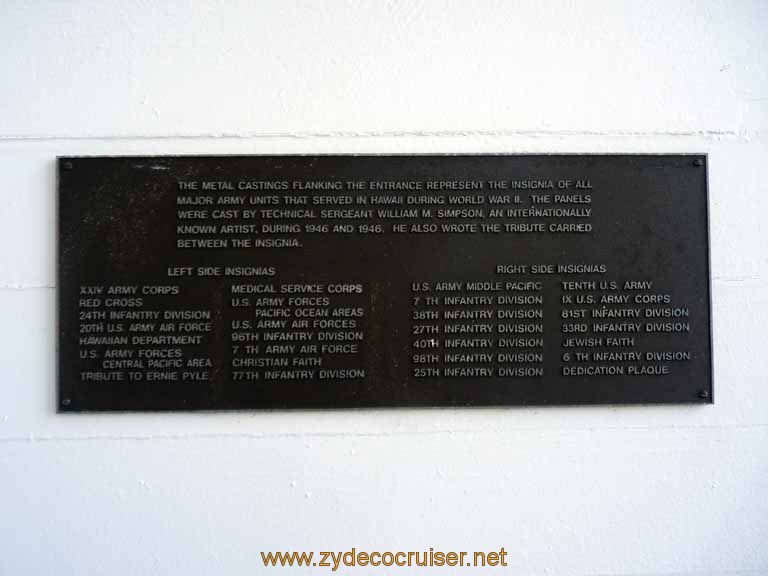 THE METAL CASTINGS FLANKING THE ENTRANCE REPRESENT THE INSIGNIA OF ALL
MAJOR ARMY UNITS THAT SERVED IN HAWAII DURING WORLD WAR II. THE PANELS
WERE CAST BY TECHNICAL SERGEANT WILLIAM M. SIMPSON, AN INTERNATIONALLY
KNOWN ARTIST, DURING 1946 AND 1946. HE ALSO WROTE THE TRIBUTE CARRIED
BETWEEN THE INSIGNIA.
LEFT SIDE INSIGNIAS
XXIV ARMY CORPS
RED CROSS
24TH INFANTRY DIVISION
20TH U.S. ARMY AIR FORCE
HAWAIIAN DEPARTMENT
U.S. ARMY FORCES
CENTRAL PACIFIC AREA
TRIBUTE TO ERNIE PYLE
MEDICAL SERVICE CORPS
U.S. ARMY FORCES
PACIFIC OCEAN AREAS
U.S. ARMY AIR FORCES
96TH INFANTRY DIVISION
7 TH ARMY AIR FORCE
CHRISTIAN FAITH
77TH INFANTRY DIVISION
RIGHT SIDE INSIGNIAS
U.S. ARMY MIDDLE PACIFIC
7 TH INFANTRY DIVISION
38TH INFANTRY DIVISION
27TH INFANTRY DIVISION
40TH INFANTRY DIVISION
98TH INFANTRY DIVISION
25TH INFANTRY DIVISION
TENTH U.S. ARMY
IX U.S. ARMY CORPS
81ST INFANTRY DIVISION
33RD INFANTRY DIVISION
JEWISH FAITH
6 TH INFANTRY DIVISION
DEDICATION PLAQUE
www.zydecocruiser.net